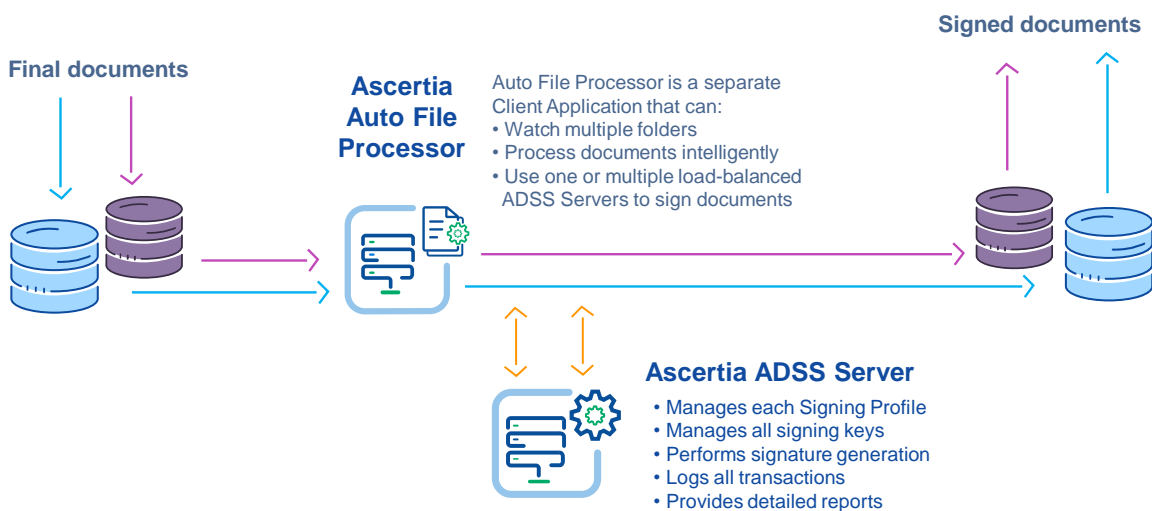 Signed documents
Final documents
Ascertia
Auto File
Processor
Auto File Processor is a separate
Client Application that can:
• Watch multiple folders
• Process documents intelligently
• Use one or multiple load-balanced
ADSS Servers to sign documents
Ascertia ADSS Server
• Manages each Signing Profile
• Manages all signing keys
• Performs signature generation
• Logs all transactions
• Provides detailed reports